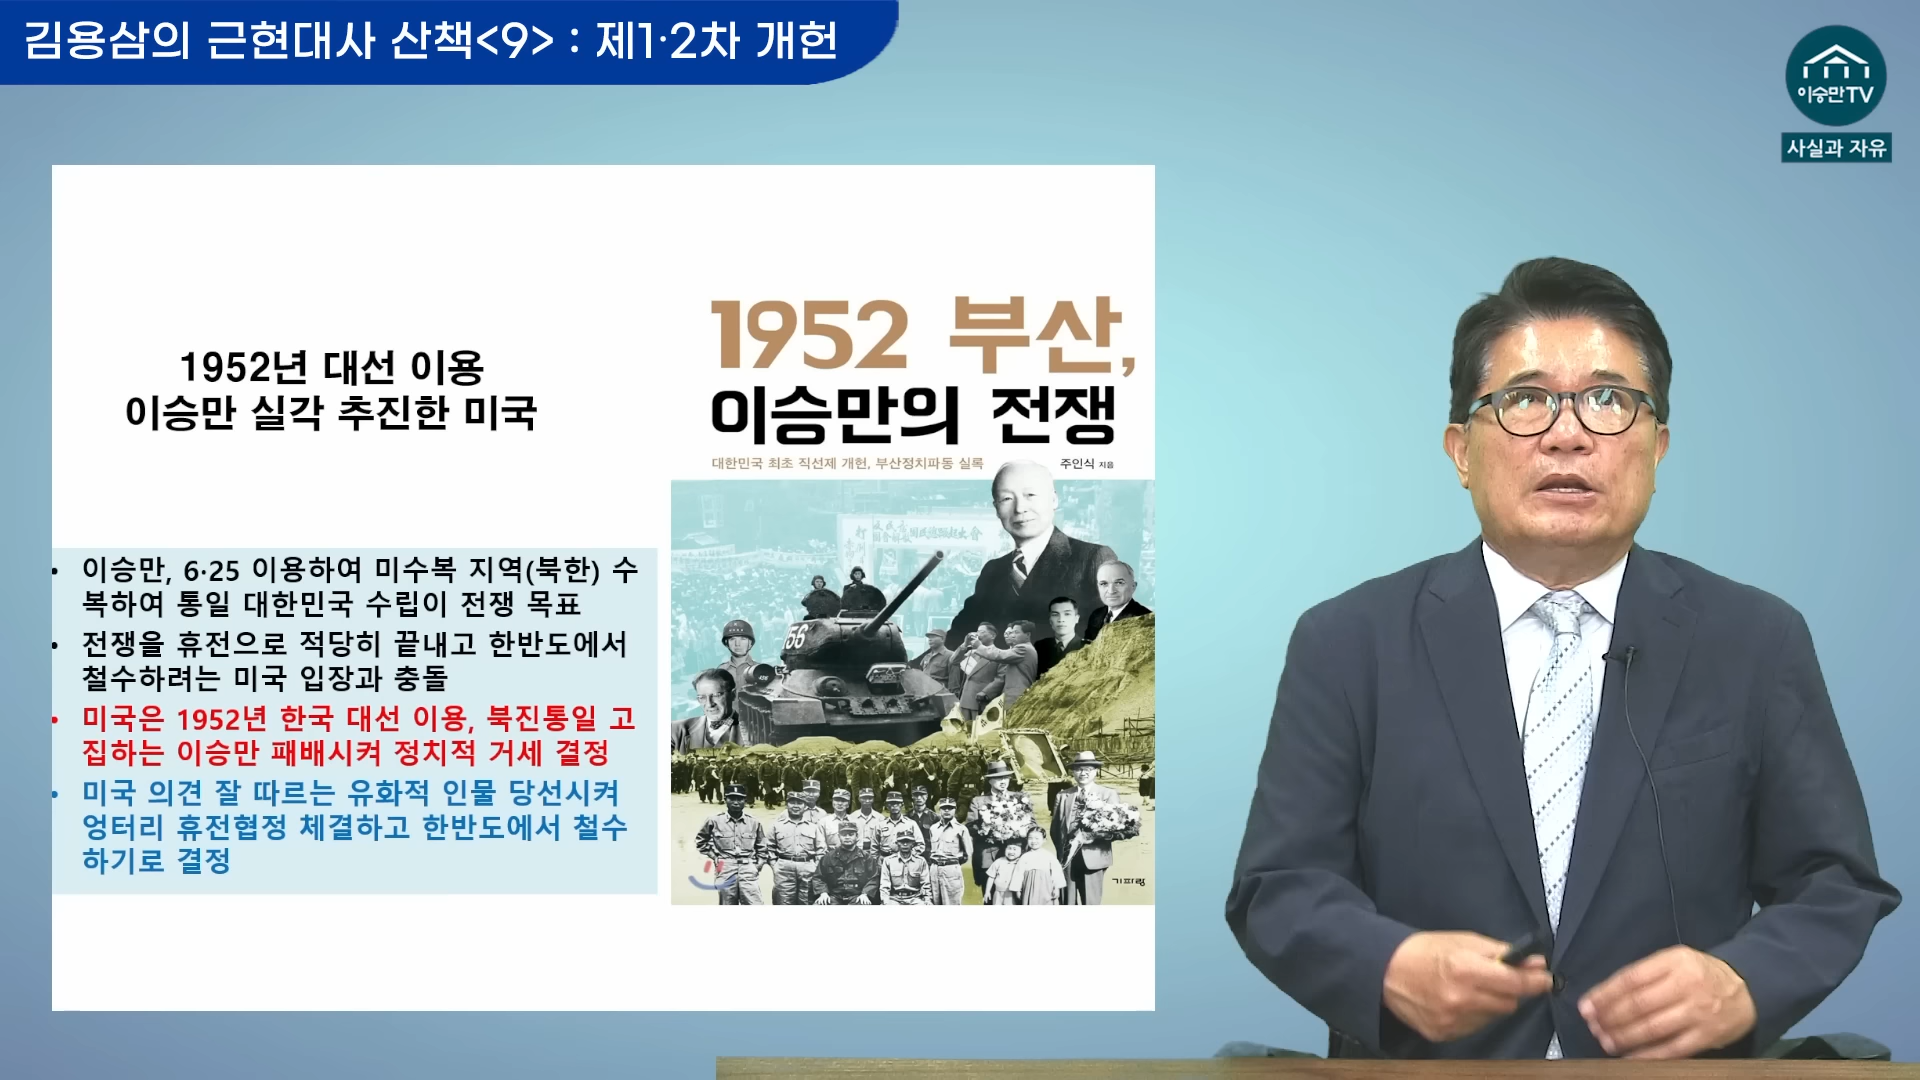 김용삼의 근현대사 산책<9> : 제1·2차 개헌
이승만TV
사실과 자유
1952년 대선 이용
이승만 실각 추진한 미국
• 이승만, 6·25 이용하여 미수복 지역(북한) 수
복하여 통일 대한민국 수립이 전쟁 목표
• 전쟁을 휴전으로 적당히 끝내고 한반도에서
철수하려는 미국 입장과 충돌
• 미국은 1952년 한국 대선 이용, 북진통일 고
집하는 이승만 패배시켜 정치적 거세 결정
• 미국 의견 잘 따르는 유화적 인물 당선시켜
엉터리 휴전협정 체결하고 한반도에서 철수
하기로 결정
1952 부산,
이승만의 전쟁
대한민국 최초 직선제 개헌, 부산정치파동 실록
주인식 지음
56
기파랑